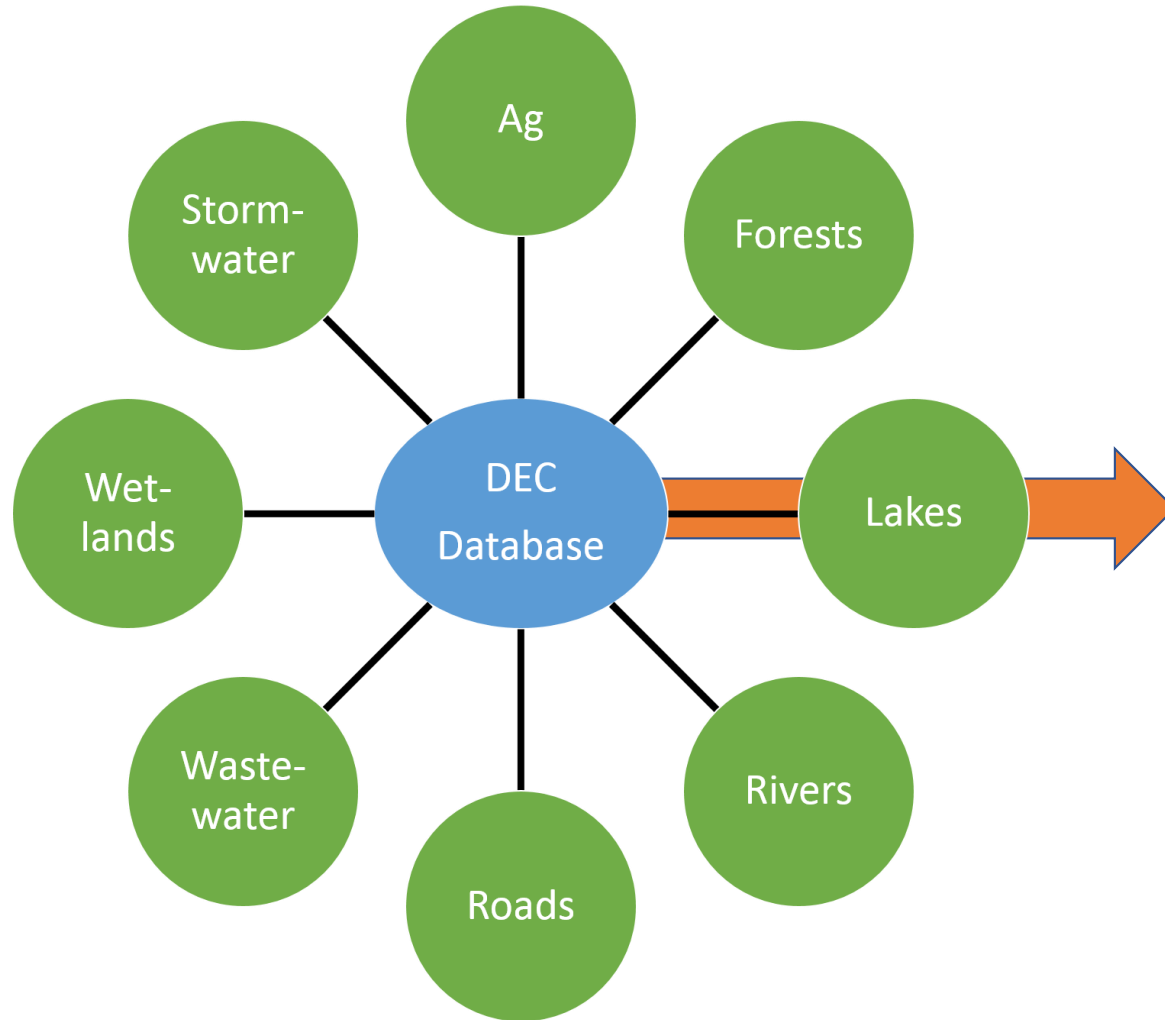 Ag
Storm-
water
Forests
Wet-
lands
DEC
Database
Lakes
Waste-
water
Rivers
Roads